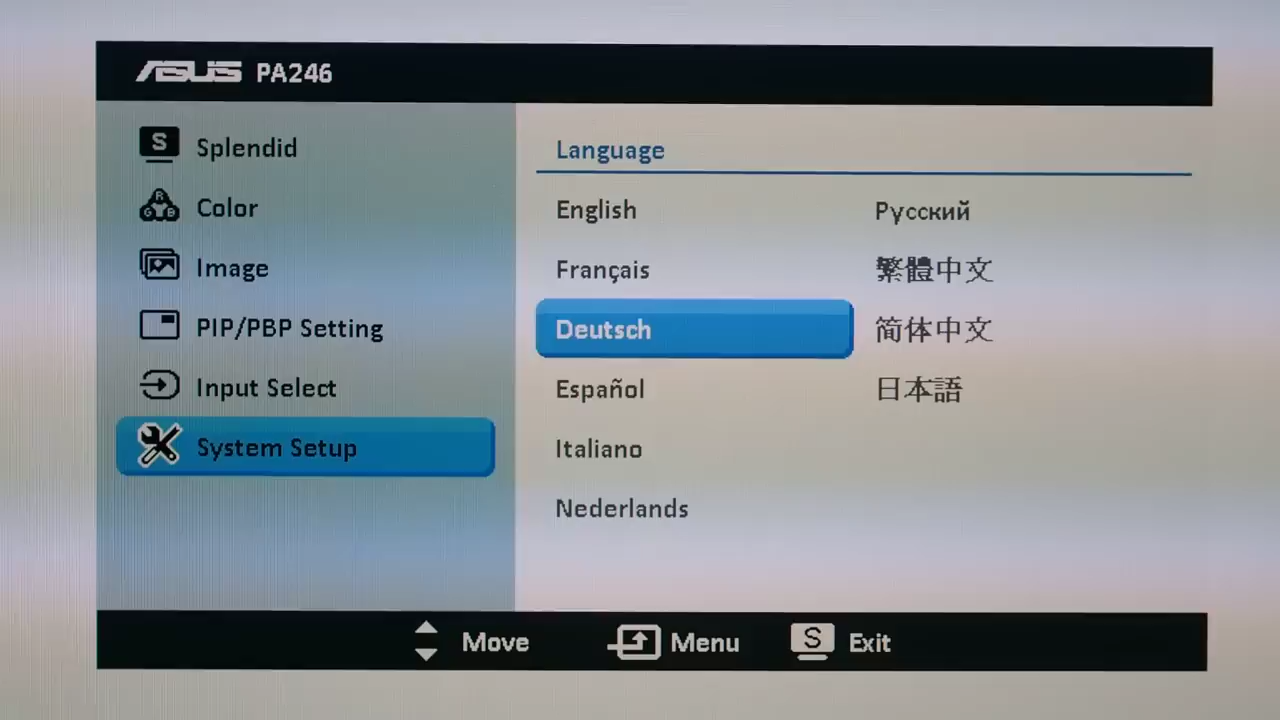 ASUS PA246
Splendid
Color
Image
PIP/PBP Setting
Input Select
System Setup
Language
English
Français
Deutsch
Español
Italiano
Nederlands
Русский
繁體中文
简体中文
日本語
Move
Menu
S Exit